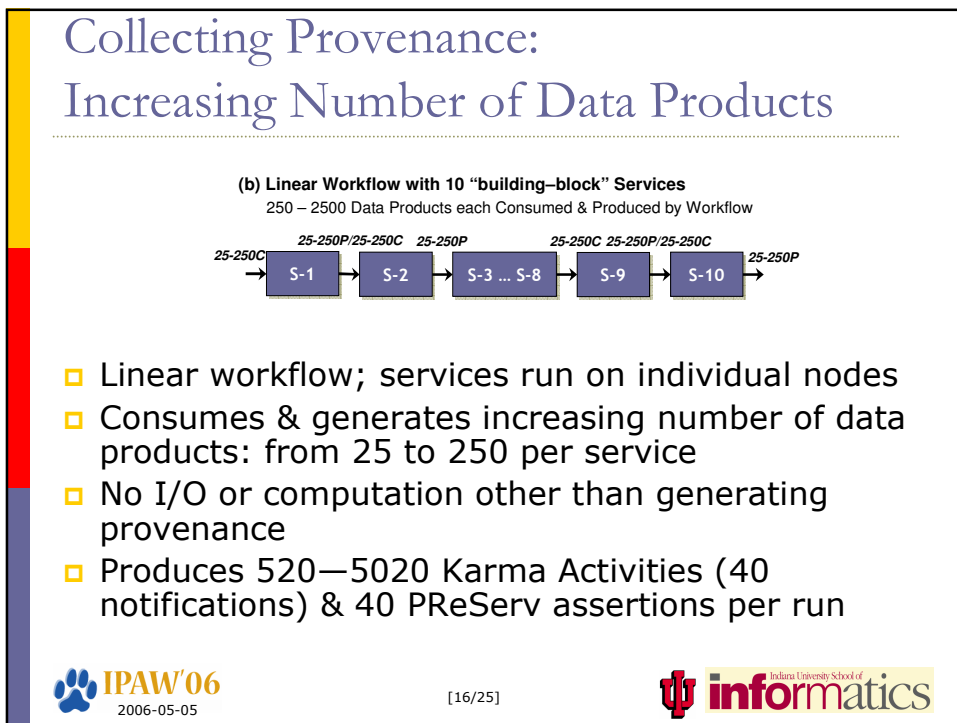 Collecting Provenance:
Increasing Number of Data Products
(b) Linear Workflow with 10 “building–block” Services
250 – 2500 Data Products each Consumed & Produced by Workflow
25-250C
25-250P/25-250C
25-250P
25-250C
25-250P/25-250C
25-250P
S-1
S-2
S-3 … S-8
S-9
S-10
Linear workflow; services run on individual nodes
Consumes & generates increasing number of data
products: from 25 to 250 per service
No I/O or computation other than generating
provenance
Produces 520—5020 Karma Activities (40
notifications) & 40 PReServ assertions per run
IPAW'06
2006-05-05
[16/25]
Indiana University School of
informatics